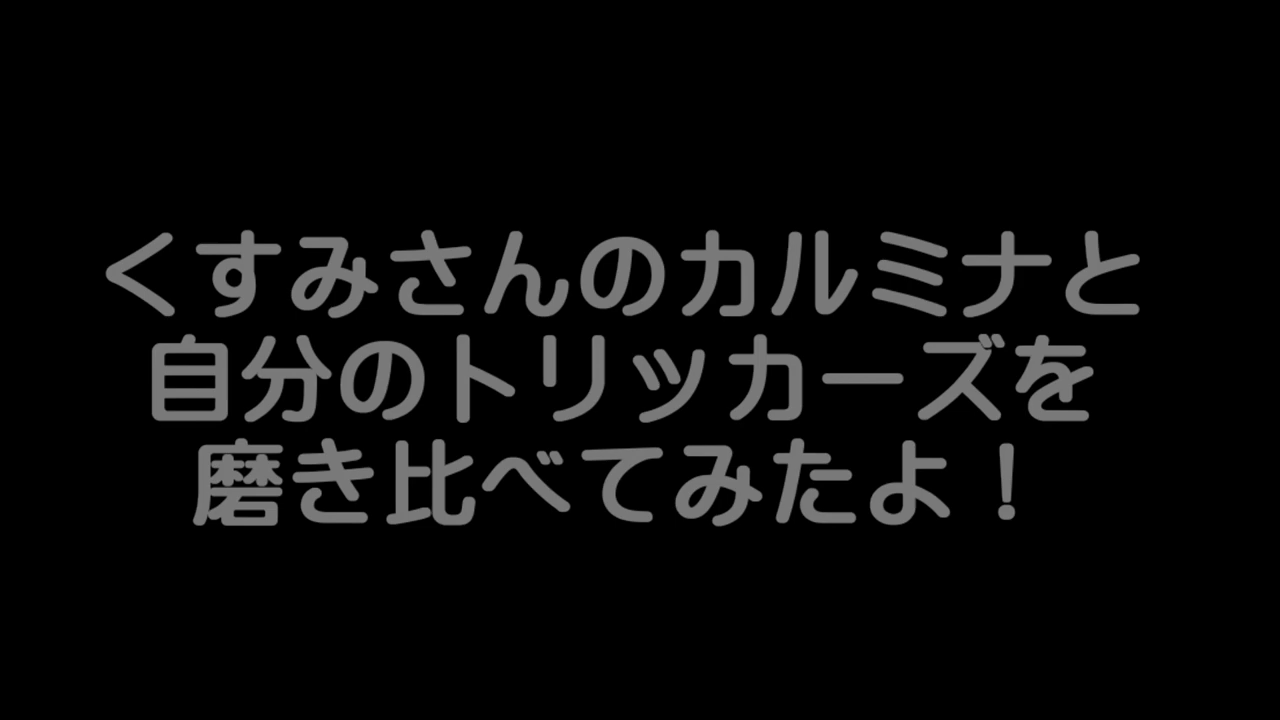 くすみさんのカルミナと
自分のトリッカーズを
磨き比べてみたよ！